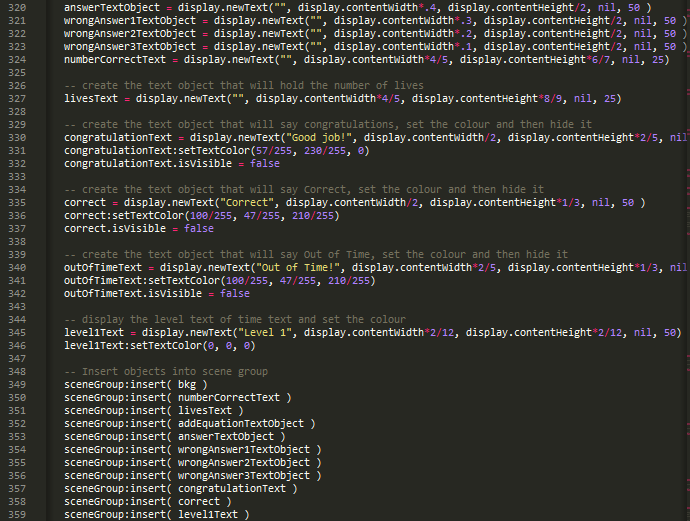 320 answerTextObject = display.newText("", display.contentWidth*.4, display.contentHeight/2, nil, 50 )
321 wrongAnswer1TextObject = display.newText("", display.contentWidth*.3, display.contentHeight/2, nil, 50 )
322 wrongAnswer2TextObject = display.newText("", display.contentWidth*.2, display.contentHeight/2, nil, 50 )
323 wrongAnswer3TextObject = display.newText("", display.contentWidth*.1, display.contentHeight/2, nil, 50 )
324 numberCorrectText = display.newText("", display.contentWidth*4/5, display.contentHeight*6/7, nil, 25)
325
326 -- create the text object that will hold the number of lives
327 livesText = display.newText("", display.contentWidth*4/5, display.contentHeight*8/9, nil, 25)
328
329 -- create the text object that will say congratulations, set the colour and then hide it
330 congratulationText = display.newText("Good job!", display.contentWidth/2, display.contentHeight*2/5, nil
331 congratulationText:setTextColor(57/255, 230/255, 0)
332 congratulationText.isVisible = false
333
334 -- create the text object that will say Correct, set the colour and then hide it
335 correct = display.newText("Correct", display.contentWidth/2, display.contentHeight*1/3, nil, 50 )
336 correct:setTextColor(100/255, 47/255, 210/255)
337 correct.isVisible = false
338
339 -- create the text object that will say Out of Time, set the colour and then hide it
340 outOfTimeText = display.newText("Out of Time!", display.contentWidth*2/5, display.contentHeight*1/3, nil
341 outOfTimeText:setTextColor(100/255, 47/255, 210/255)
342 outOfTimeText.isVisible = false
343
344 -- display the level text of time text and set the colour
345 level1Text = display.newText("Level 1", display.contentWidth*2/12, display.contentHeight*2/12, nil, 50)
346 level1Text:setTextColor(0, 0, 0)
347
348 -- Insert objects into scene group
349 sceneGroup:insert( bkg )
350 sceneGroup:insert( numberCorrectText )
351 sceneGroup:insert( livesText )
352 sceneGroup:insert( addEquationTextObject )
353 sceneGroup:insert( answerTextObject )
354 sceneGroup:insert( wrongAnswer1TextObject )
355 sceneGroup:insert( wrongAnswer2TextObject )
356 sceneGroup:insert( wrongAnswer3TextObject )
357 sceneGroup:insert( congratulationText )
358 sceneGroup:insert( correct )
359 sceneGroup:insert( level1Text )